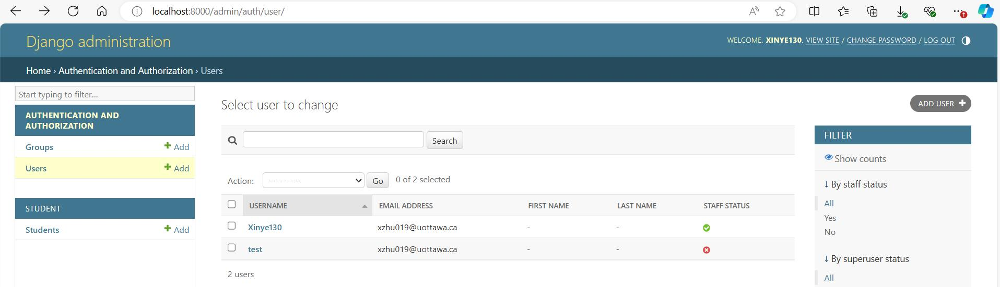 localhost:8000/admin/auth/user/
Django administration
WELCOME, XINYE130. VIEW SITE / CHANGE PASSWORD / LOG OUT
Home › Authentication and Authorization › Users
Start typing to filter...
AUTHENTICATION AND
AUTHORIZATION
Groups + Add
Users + Add
STUDENT
Students + Add
Select user to change
ADD USER +
Search
Action: --------- Go 0 of 2 selected
USERNAME EMAIL ADDRESS FIRST NAME LAST NAME STAFF STATUS
Xinye130 xzhu019@uottawa.ca - -
test xzhu019@uottawa.ca - -
2 users
FILTER
Show counts
↓ By staff status
All
Yes
No
↓ By superuser status
All